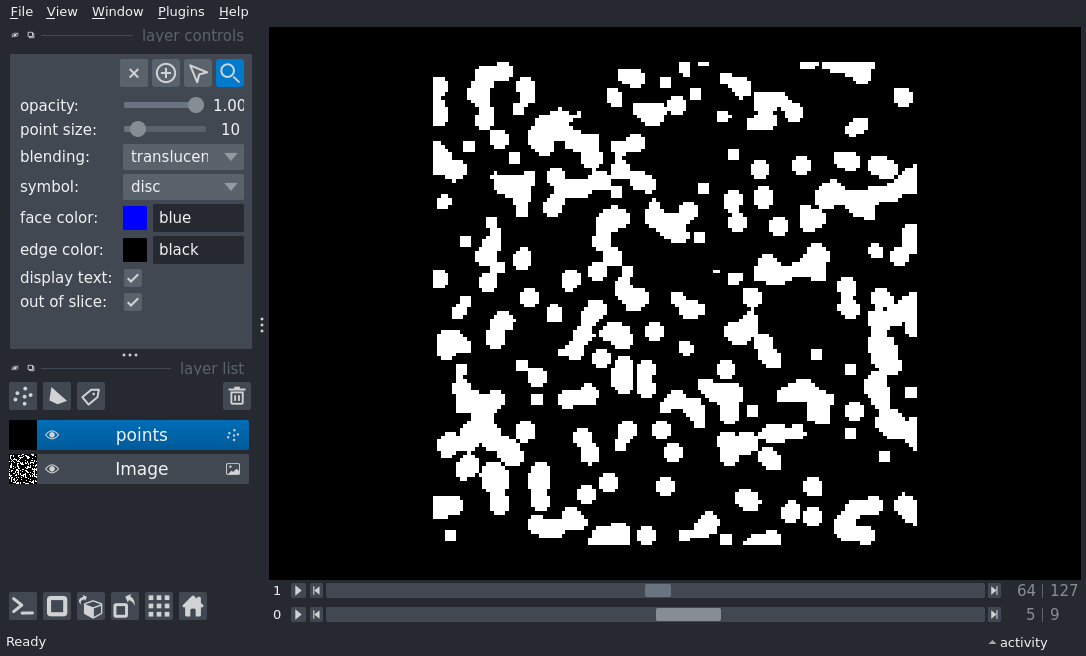 File View Window Plugins Help
layer controls
opacity: 1.00
point size: 10
blending: translucen
symbol: disc
face color: blue
edge color: black
display text:
out of slice:
layer list
points
Image
1 64 127
0 5 9
Ready activity